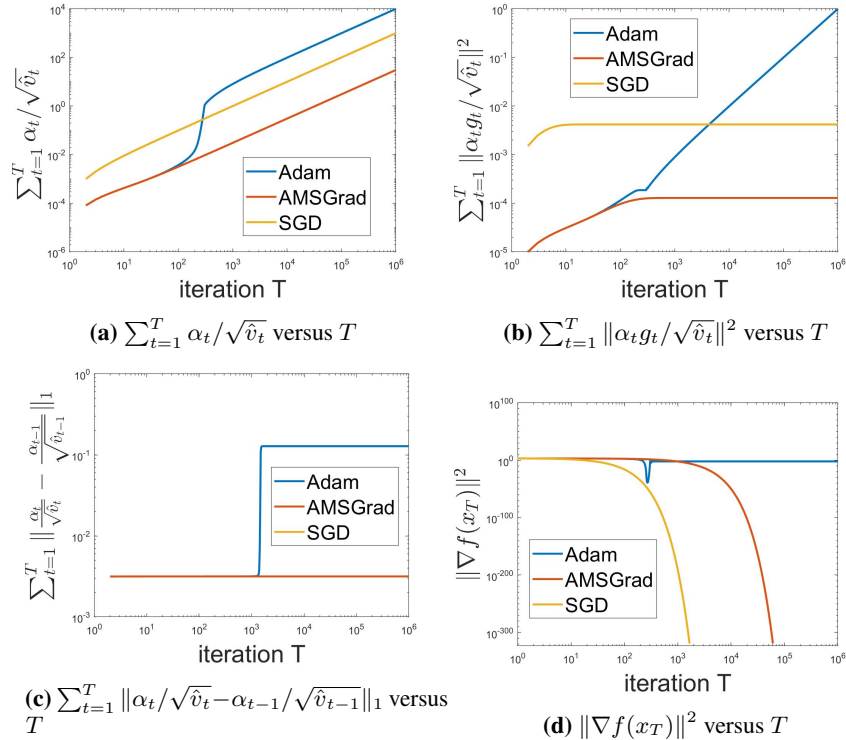 ∑_{t=1}^{T} α_t/√v̂_t
10^4
10^2
10^0
10^-2
10^-4
10^-6
Adam
AMSGrad
SGD
10^0 10^1 10^2 10^3 10^4 10^5 10^6
iteration T
(a) ∑_{t=1}^{T} α_t/√v̂_t versus T
∑_{t=1}^{T} ‖α_t g_t/√v̂_t‖^2
10^0
10^-1
10^-2
10^-3
10^-4
10^-5
Adam
AMSGrad
SGD
10^0 10^1 10^2 10^3 10^4 10^5 10^6
iteration T
(b) ∑_{t=1}^{T} ‖α_t g_t/√v̂_t‖^2 versus T
∑_{t=1}^{T} ‖α_t/√v̂_t − α_{t-1}/√v̂_{t-1}‖_1
10^-1
10^-2
10^-3
Adam
AMSGrad
SGD
10^0 10^1 10^2 10^3 10^4 10^5 10^6
iteration T
(c) ∑_{t=1}^{T} ‖α_t/√v̂_t−α_{t-1}/√v̂_{t-1}‖_1 versus
T
‖∇f(x_T)‖^2
10^100
10^0
10^-100
10^-200
10^-300
Adam
AMSGrad
SGD
10^0 10^1 10^2 10^3 10^4 10^5 10^6
iteration T
(d) ‖∇f(x_T)‖^2 versus T